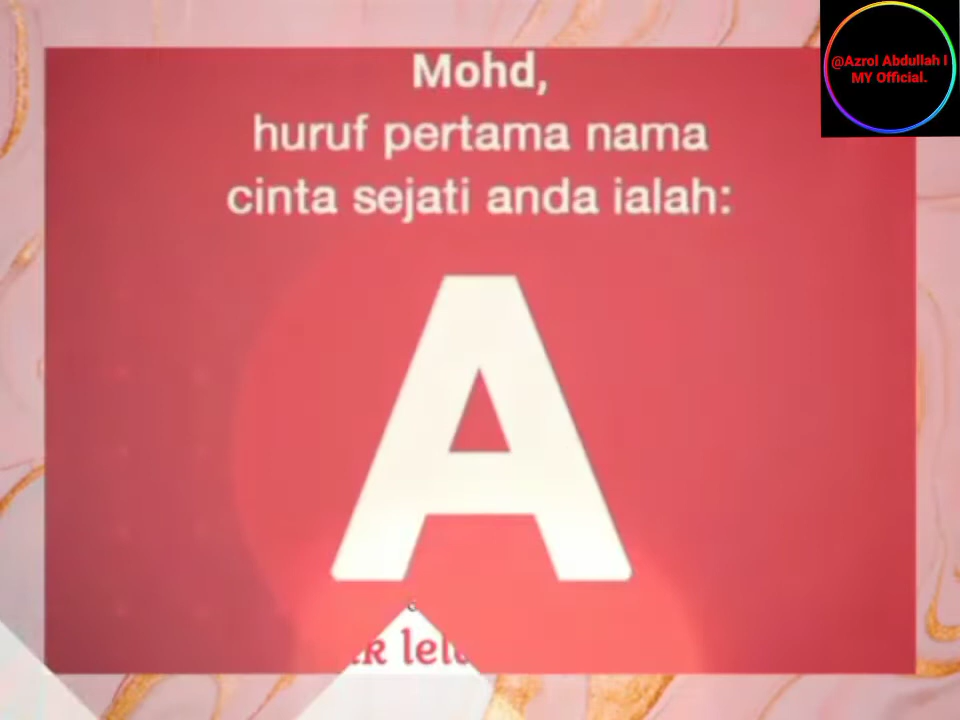 @Azrol Abdullah I
MY Official.
Mohd,
huruf pertama nama
cinta sejati anda ialah:
A